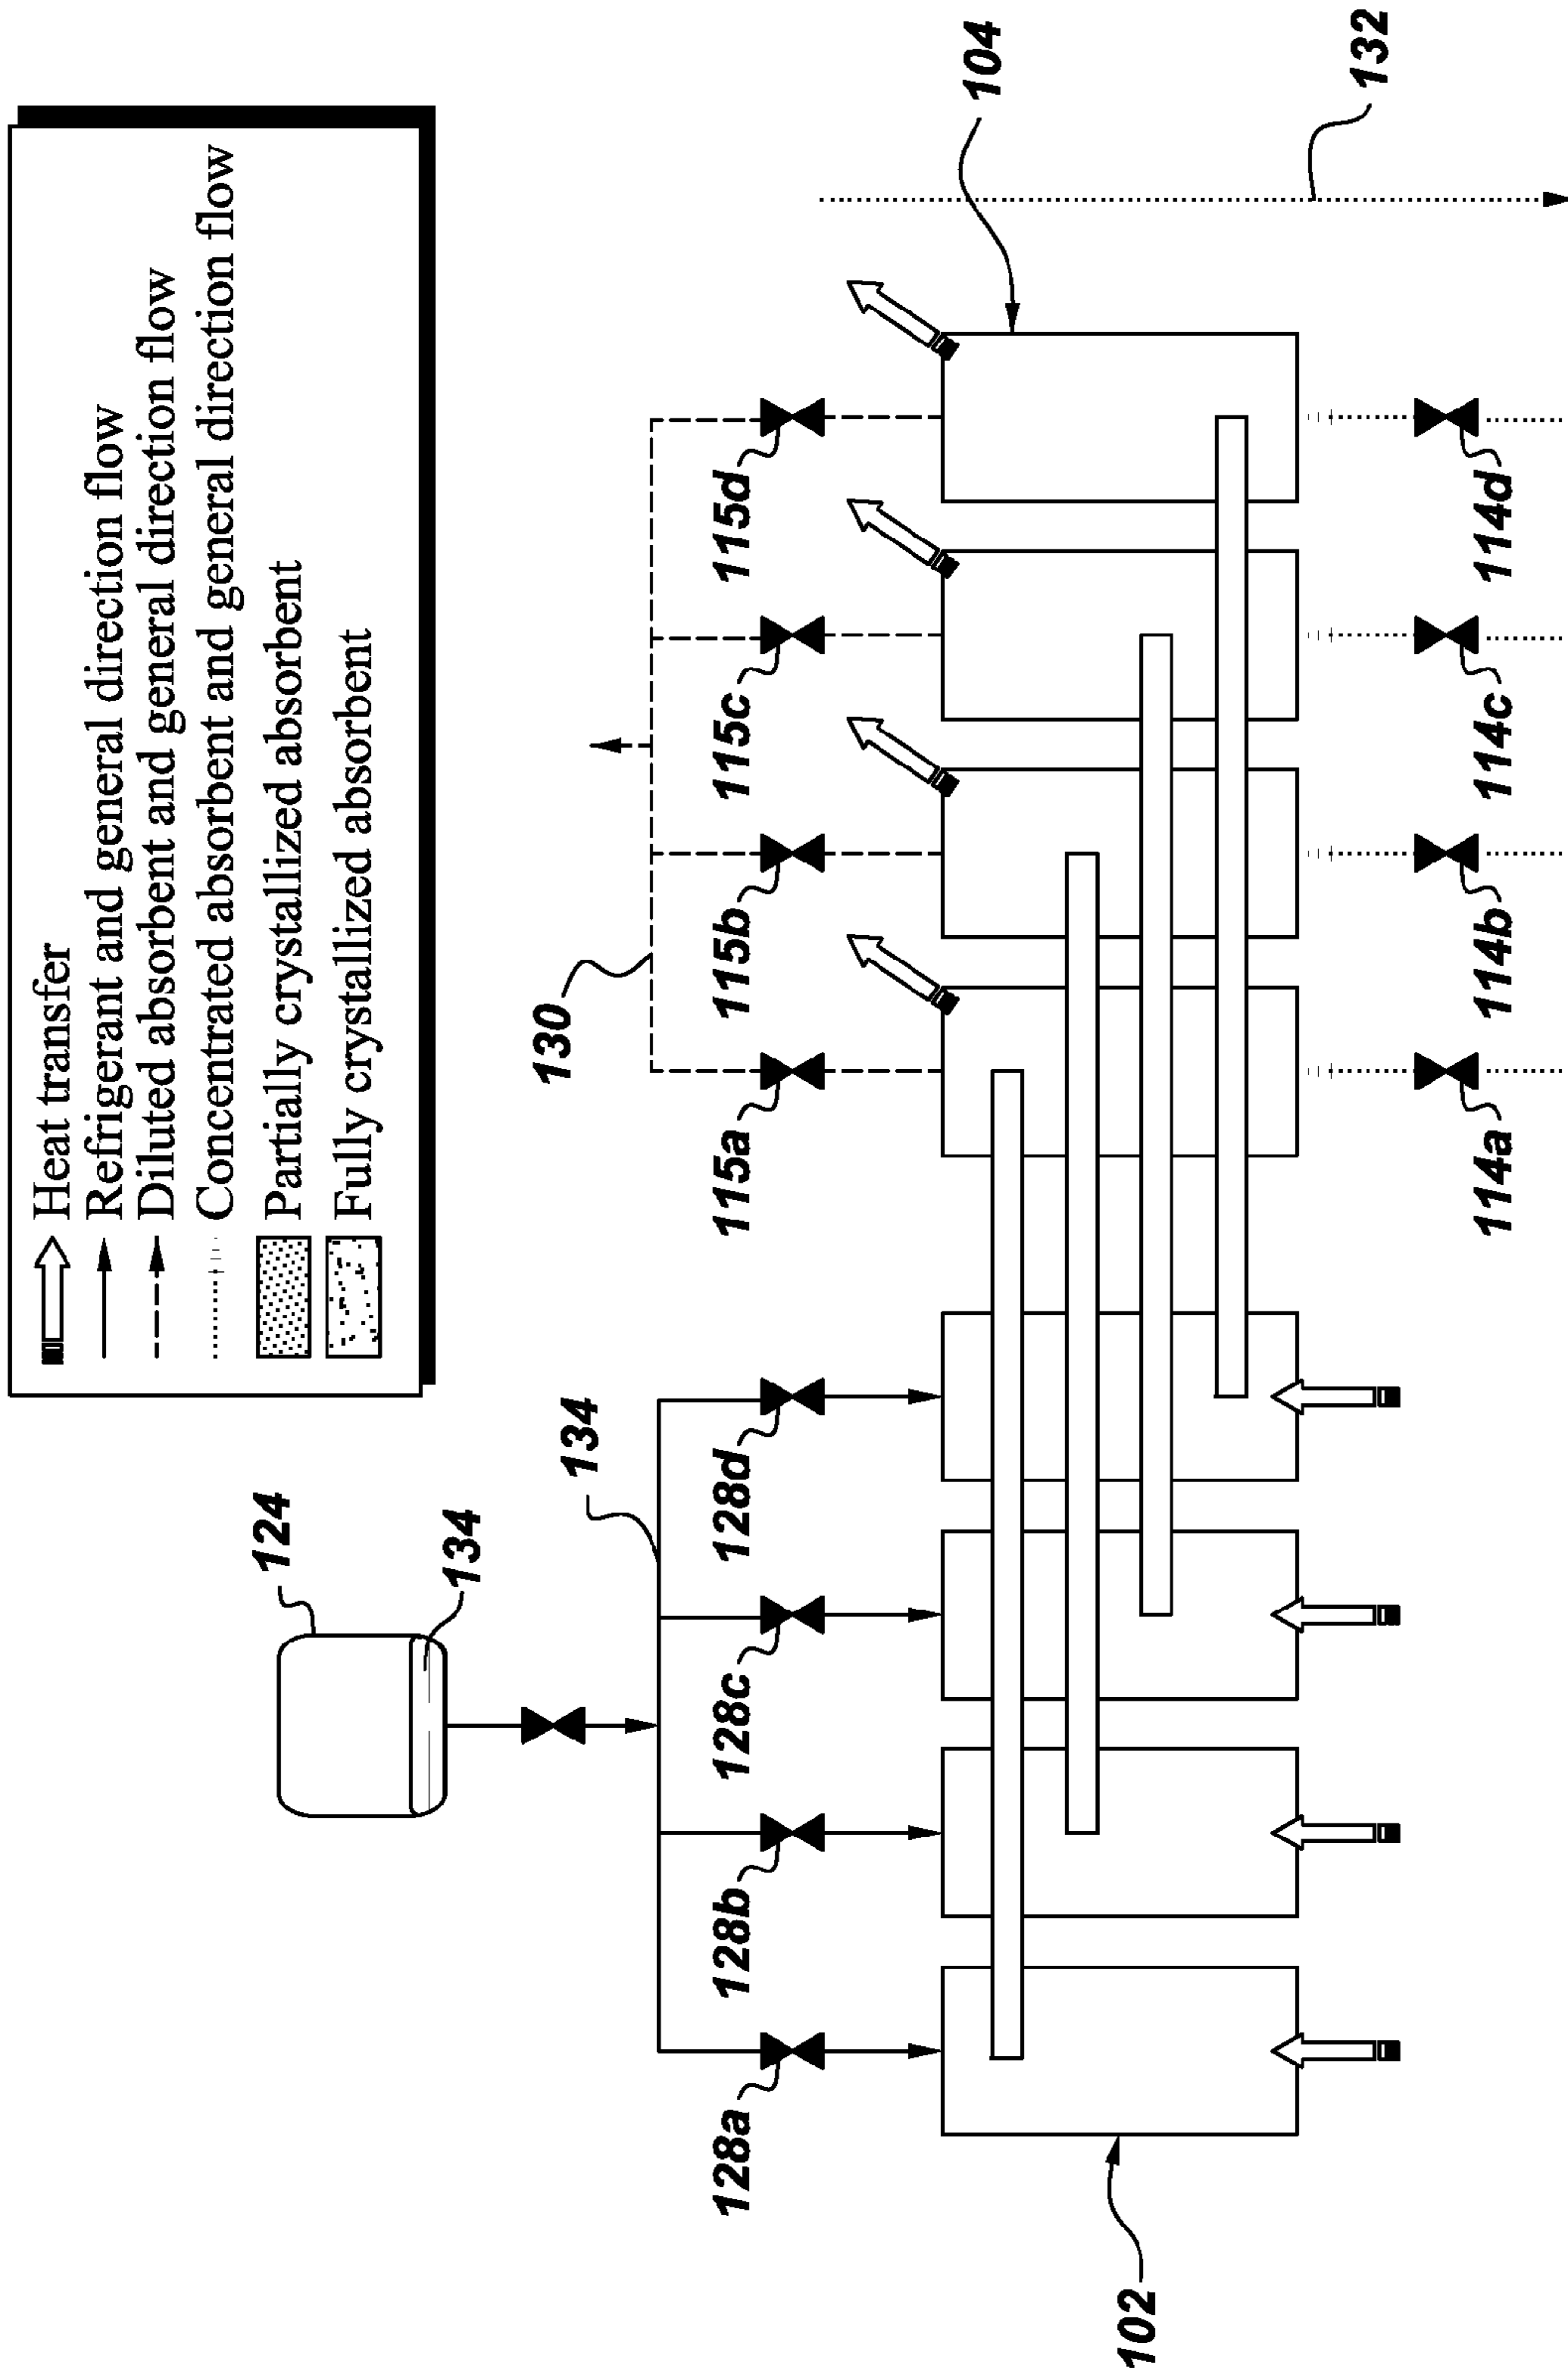 Heat transfer
Refrigerant and general direction flow
Diluted absorbent and general direction flow
Concentrated absorbent and general direction flow
Partially crystallized absorbent
Fully crystallized absorbent
124
134
134
130
128a
128b
128c
128d
115a
115b
115c
115d
104
102
132
114a
114b
114c
114d